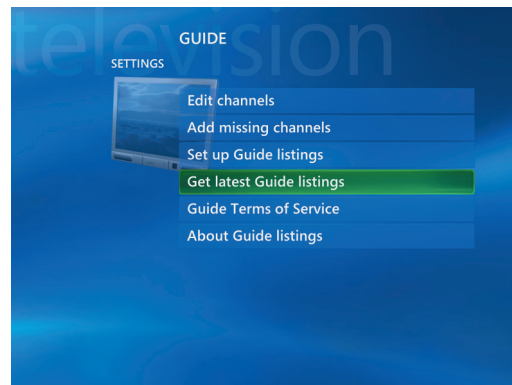 television
GUIDE
SETTINGS
Edit channels
Add missing channels
Set up Guide listings
Get latest Guide listings
Guide Terms of Service
About Guide listings